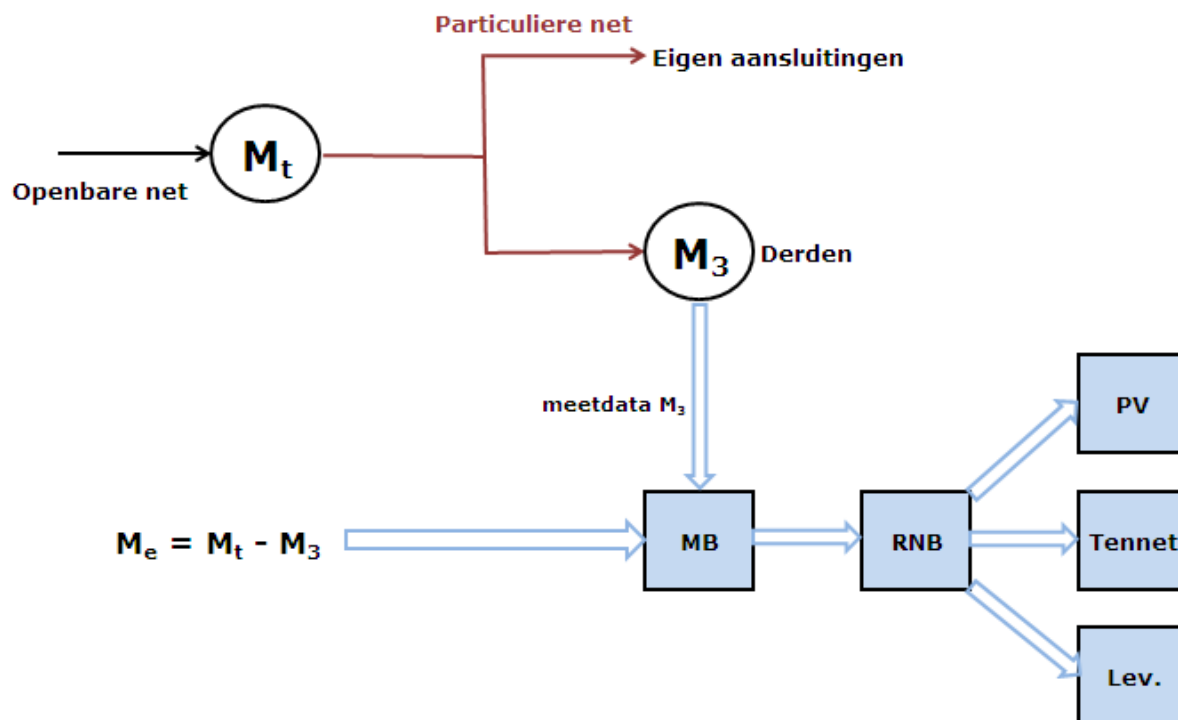 Particuliere net
Eigen aansluitingen
Mₜ
Openbare net
M₃ Derden
meetdata M₃
PV
Mₑ = Mₜ - M₃
MB
RNB
Tennet
Lev.